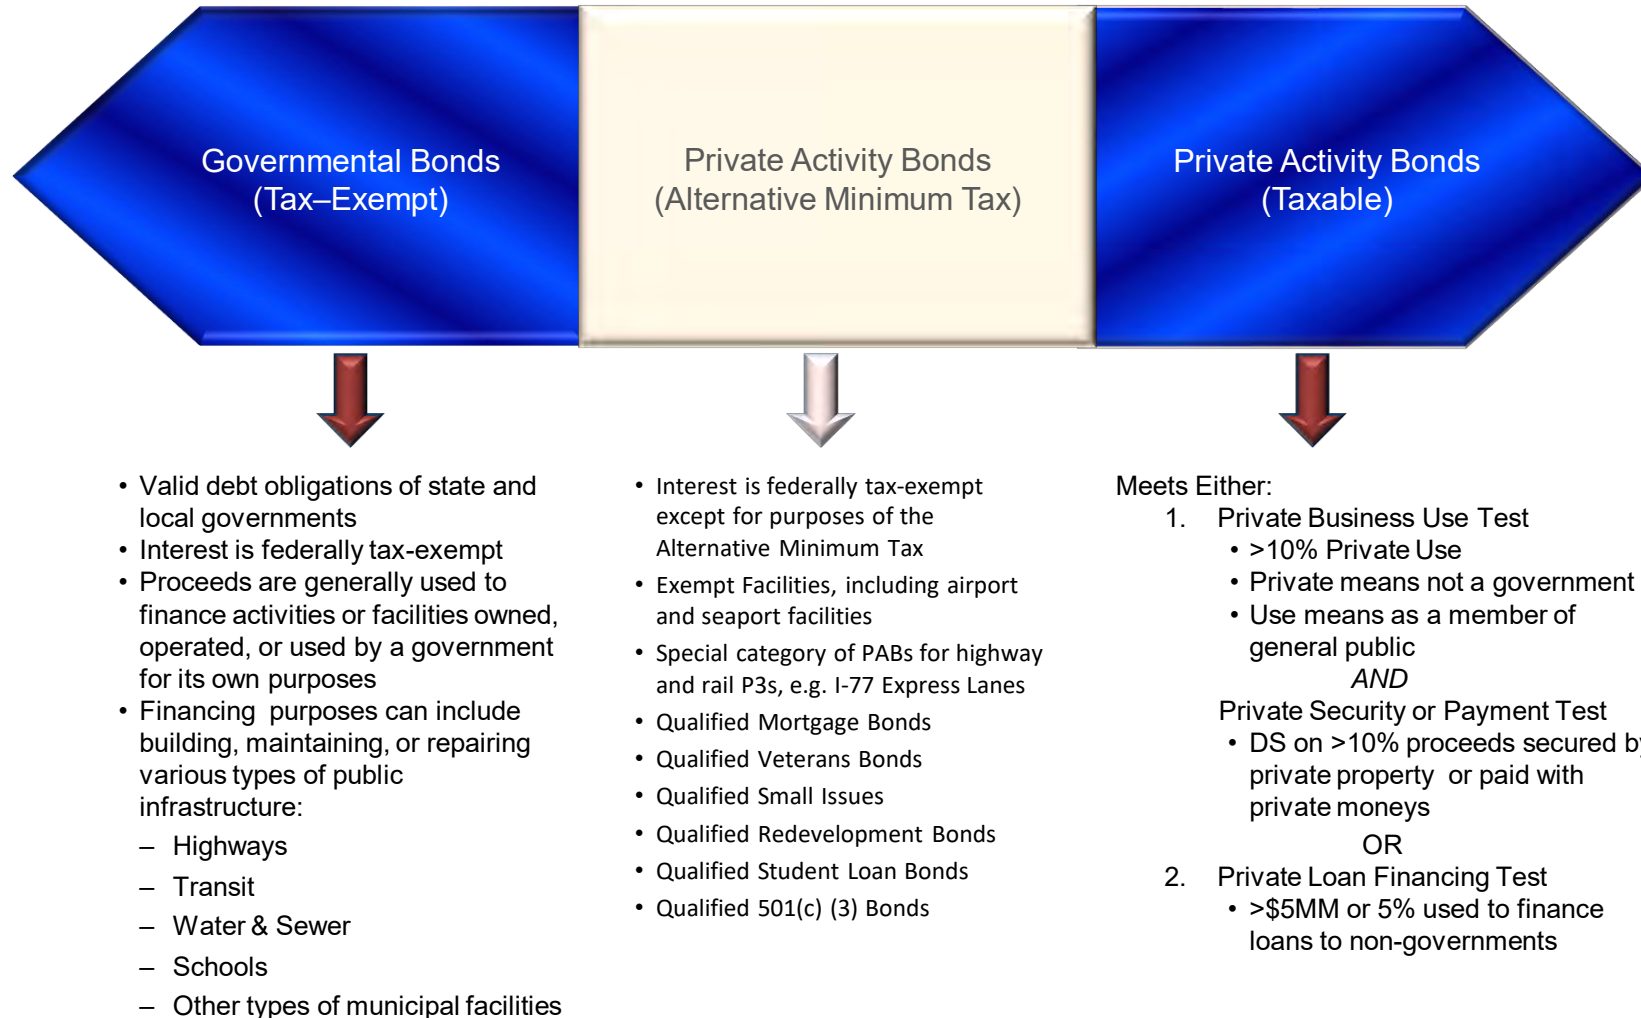 Governmental Bonds
(Tax–Exempt)
Private Activity Bonds
(Alternative Minimum Tax)
Private Activity Bonds
(Taxable)
• Valid debt obligations of state and
local governments
• Interest is federally tax-exempt
• Proceeds are generally used to
finance activities or facilities owned,
operated, or used by a government
for its own purposes
• Financing purposes can include
building, maintaining, or repairing
various types of public
infrastructure:
– Highways
– Transit
– Water & Sewer
– Schools
– Other types of municipal facilities
• Interest is federally tax-exempt
except for purposes of the
Alternative Minimum Tax
• Exempt Facilities, including airport
and seaport facilities
• Special category of PABs for highway
and rail P3s, e.g. I-77 Express Lanes
• Qualified Mortgage Bonds
• Qualified Veterans Bonds
• Qualified Small Issues
• Qualified Redevelopment Bonds
• Qualified Student Loan Bonds
• Qualified 501(c) (3) Bonds
Meets Either:
1. Private Business Use Test
• >10% Private Use
• Private means not a government
• Use means as a member of
general public
AND
Private Security or Payment Test
• DS on >10% proceeds secured by
private property or paid with
private moneys
OR
2. Private Loan Financing Test
• >$5MM or 5% used to finance
loans to non-governments